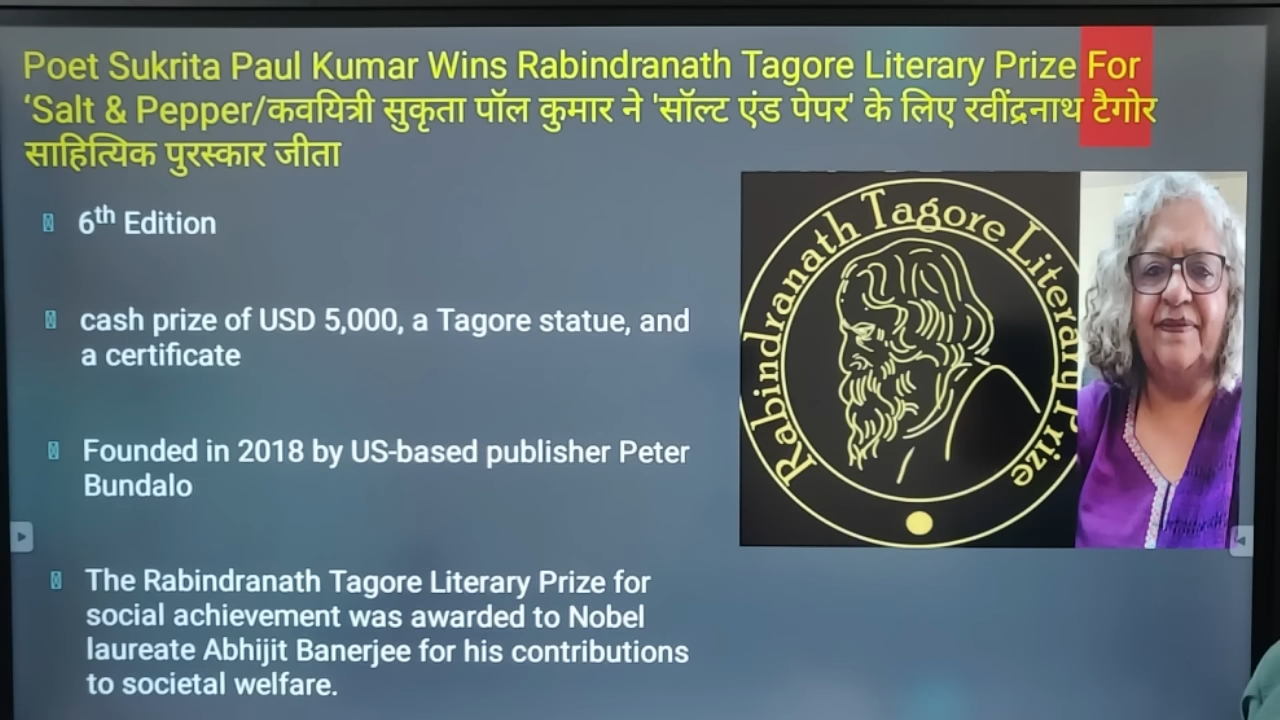 Poet Sukrita Paul Kumar Wins Rabindranath Tagore Literary Prize For
‘Salt & Pepper/कवयित्री सुकृता पॉल कुमार ने 'सॉल्ट एंड पेपर' के लिए रवींद्रनाथ टैगोर
साहित्यिक पुरस्कार जीता
6th Edition
cash prize of USD 5,000, a Tagore statue, and
a certificate
Founded in 2018 by US-based publisher Peter
Bundalo
The Rabindranath Tagore Literary Prize for
social achievement was awarded to Nobel
laureate Abhijit Banerjee for his contributions
to societal welfare.
Rabindranath Tagore Literary Prize